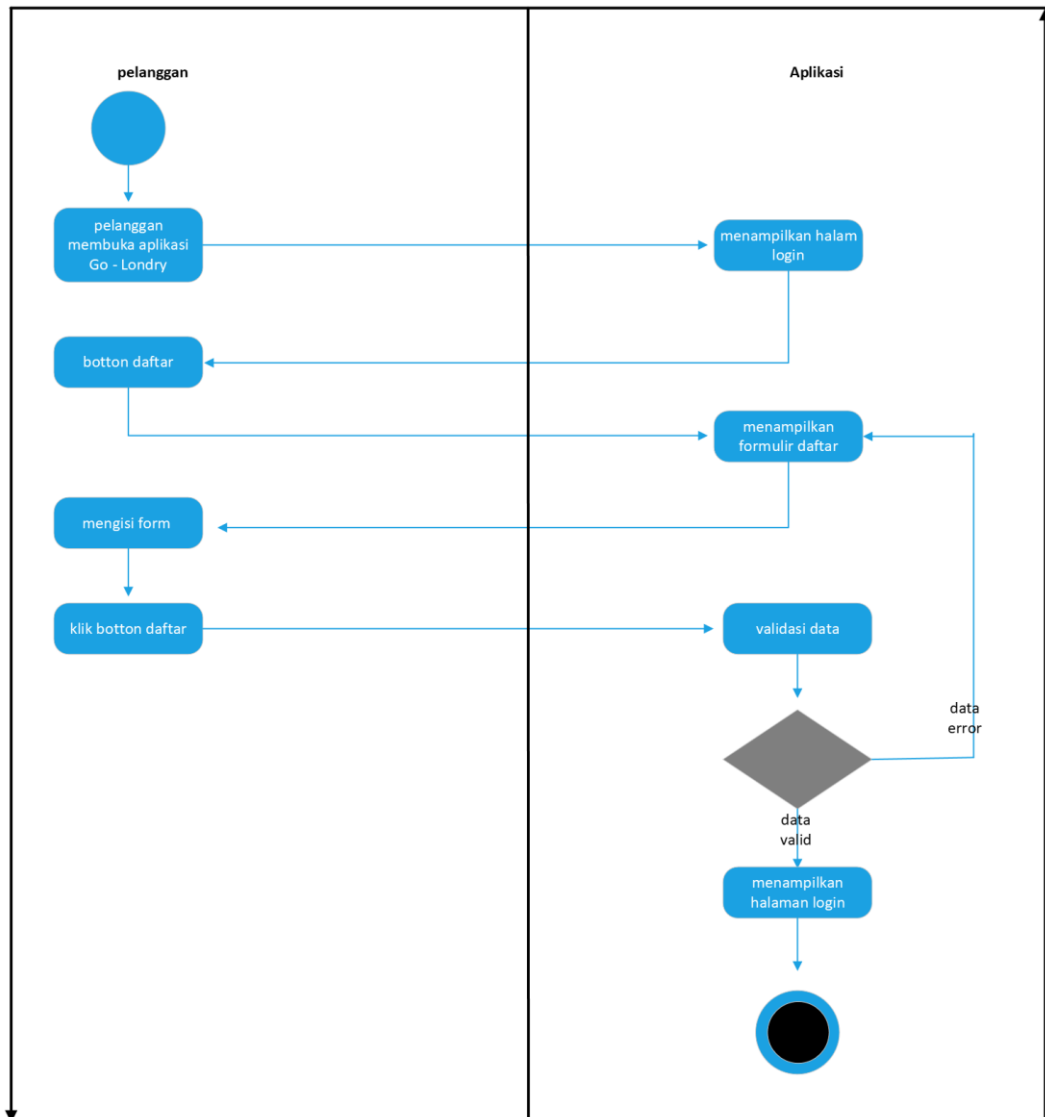 pelanggan
Aplikasi
pelanggan
membuka aplikasi
Go - Londry
menampilkan halam
login
botton daftar
menampilkan
formulir daftar
mengisi form
klik botton daftar
validasi data
data
error
data
valid
menampilkan
halaman login